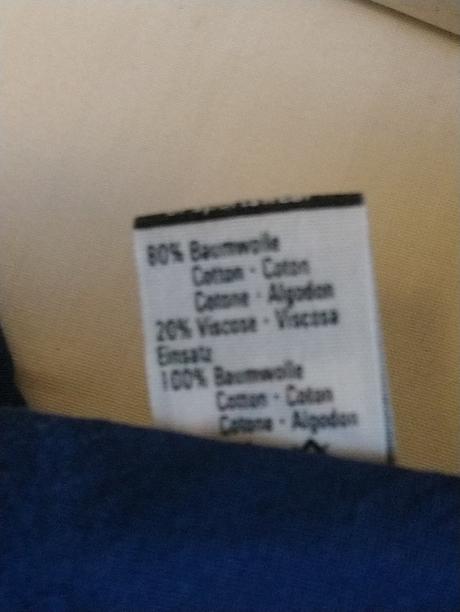 80% Baumwolle
Cotton - Coton
Cotone - Algodon
20% Viscose - Viscosa
Einsatz
100% Baumwolle
Cotton - Coton
Cotone - Algodon